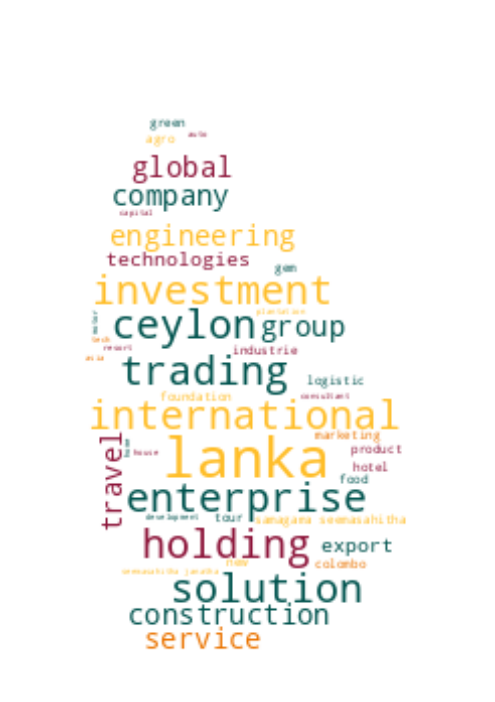 green
auto
agro
global
company
capital
engineering
technologies
gem
investment
plantation
motor
ceylon group
tech
resort
industrie
asia
trading
logistic
foundation
consultant
international
marketing
travel
home
house
lanka
product
hotel
food
enterprise
development
tour
samagama seemasahitha
holding
export
new
colombo
seemasahitha janatha
solution
construction
service